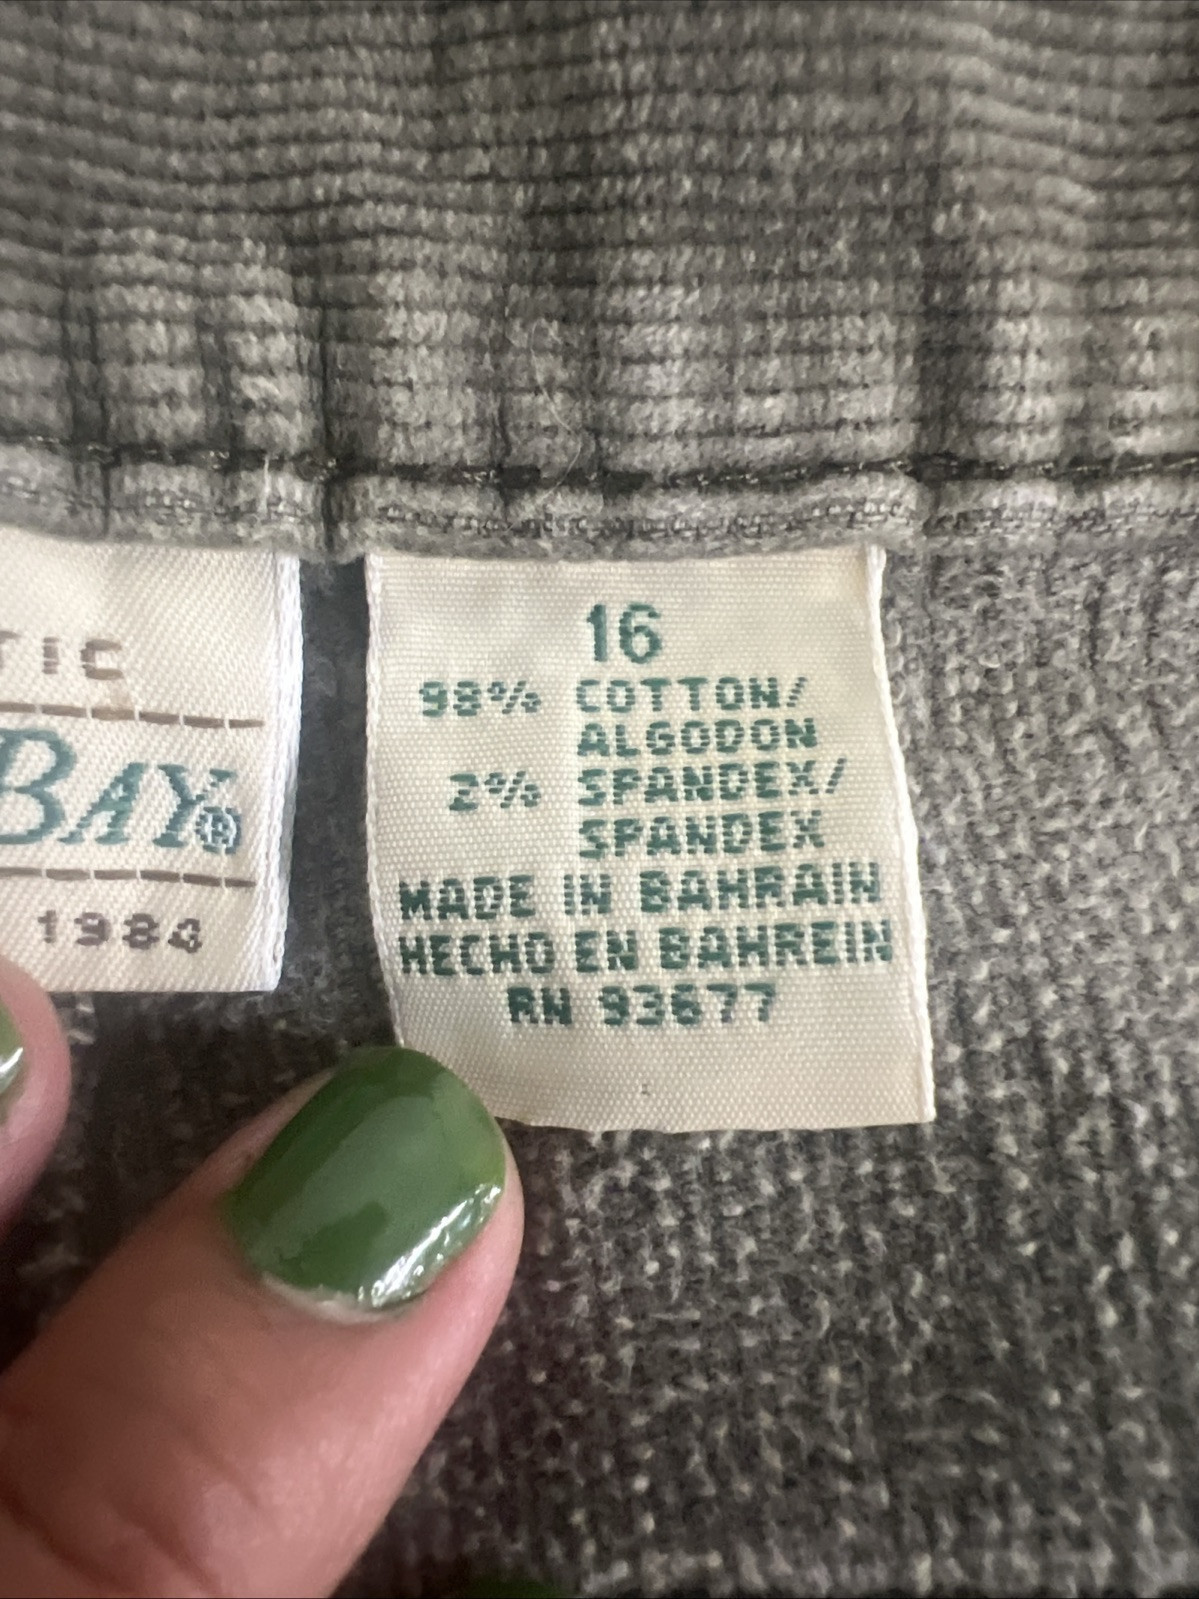 TIC
BAY®
1984
16
98% COTTON/
ALGODON
2% SPANDEX/
SPANDEX
MADE IN BAHRAIN
HECHO EN BAHREIN
RN 93677